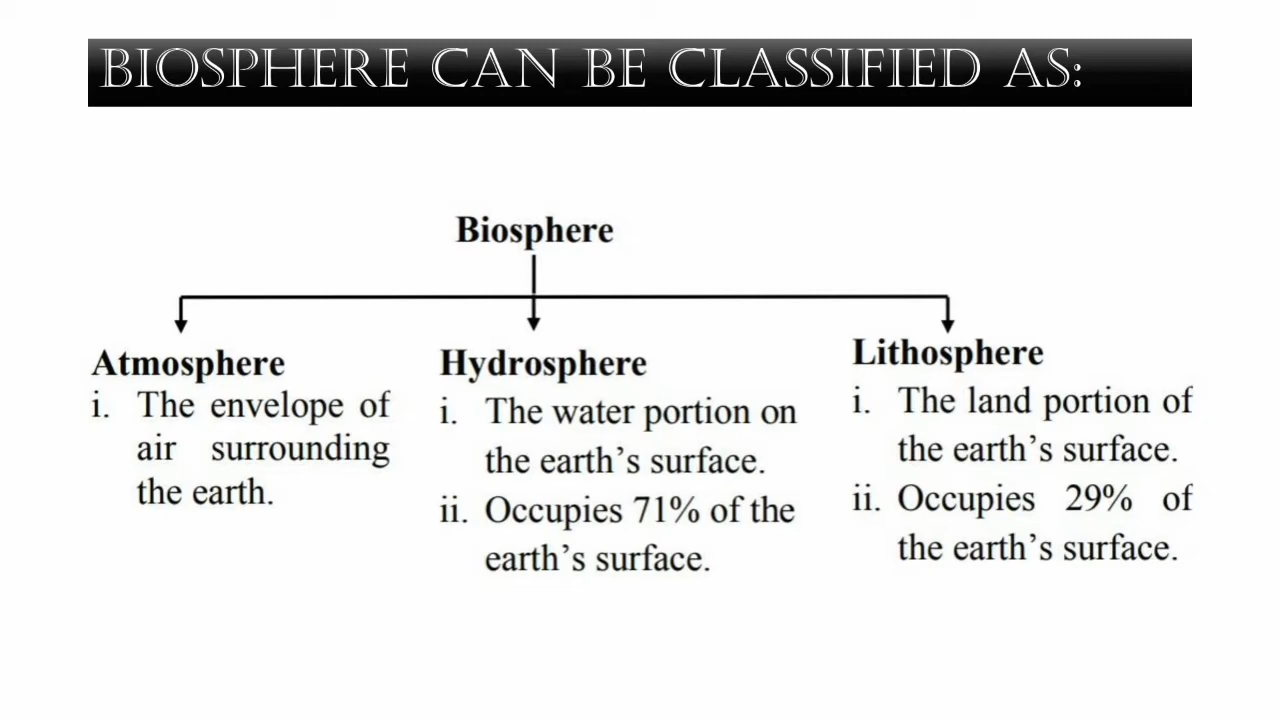 BIOSPHERE CAN BE CLASSIFIED AS:
Biosphere
Atmosphere
i. The envelope of
air surrounding
the earth.
Hydrosphere
i. The water portion on
the earth’s surface.
ii. Occupies 71% of the
earth’s surface.
Lithosphere
i. The land portion of
the earth’s surface.
ii. Occupies 29% of
the earth’s surface.